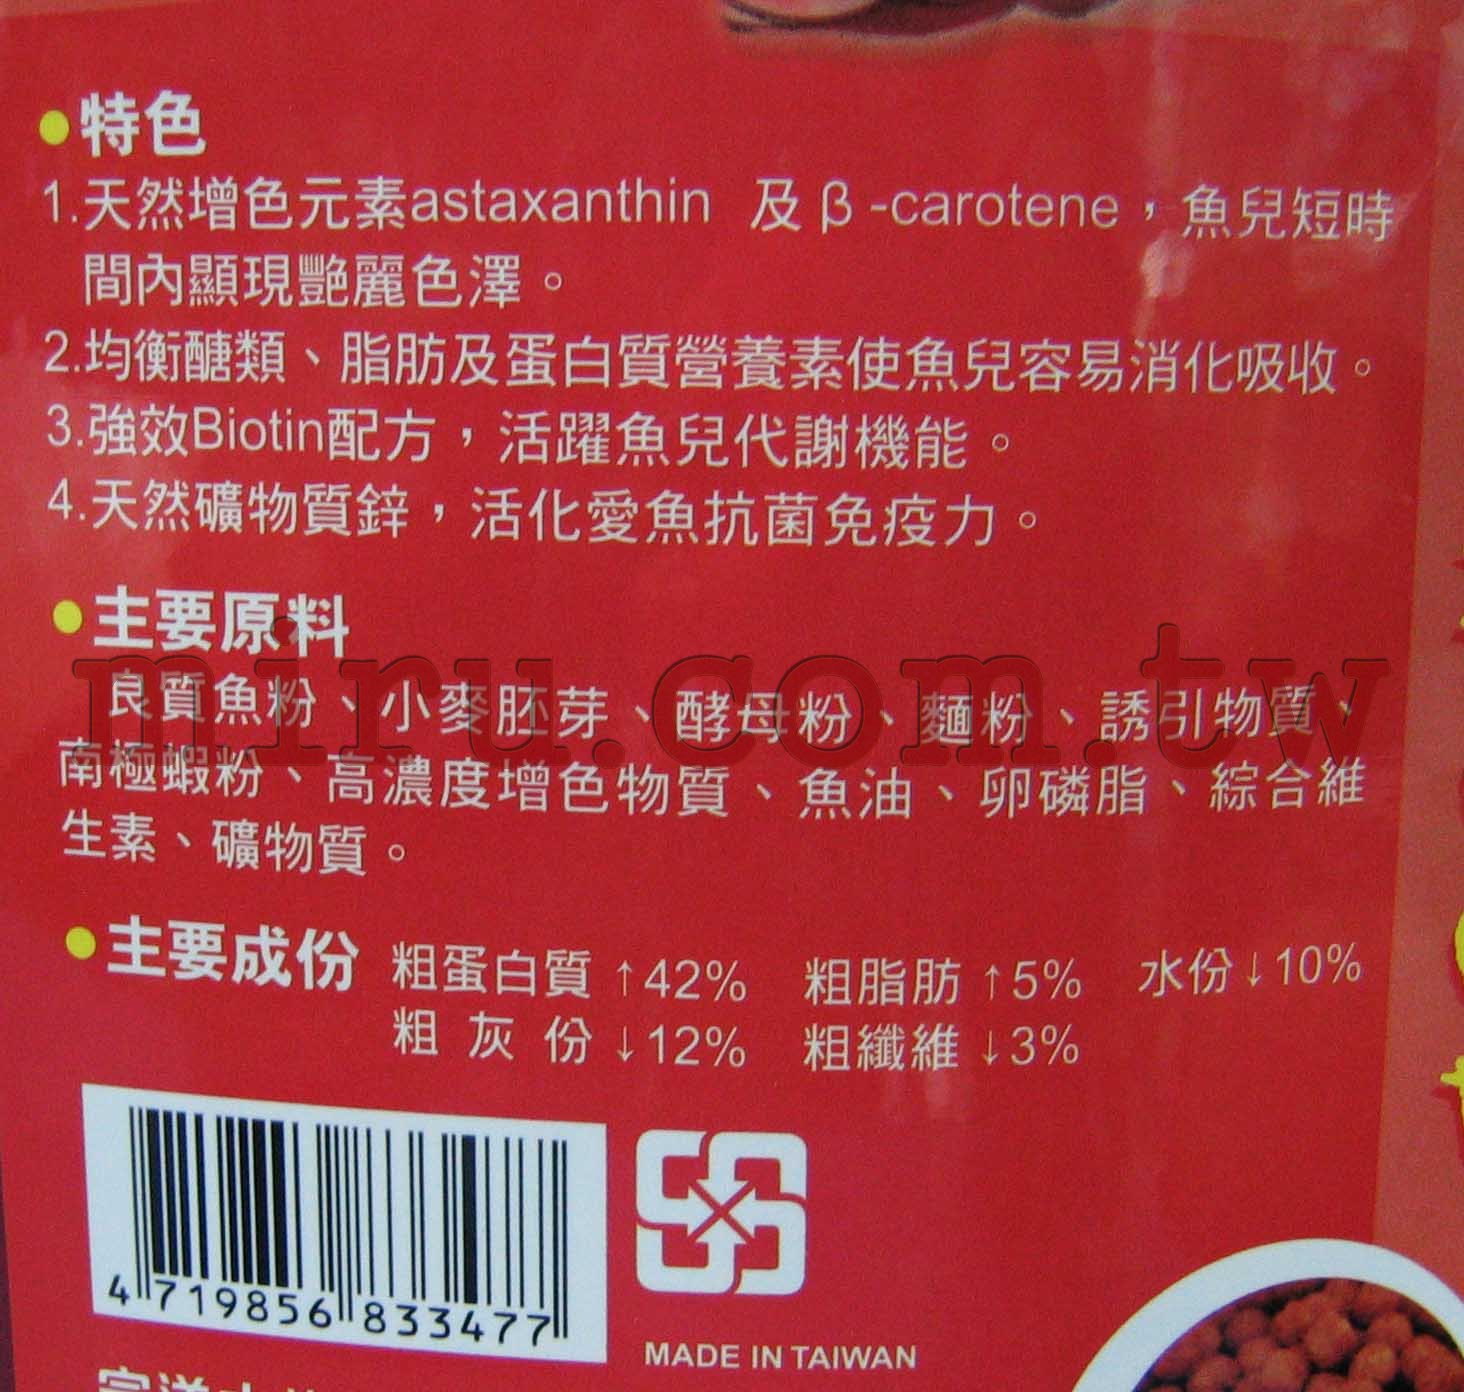 特色
1.天然增色元素astaxanthin 及β-carotene，魚兒短時
間內顯現艷麗色澤。
2.均衡醣類、脂肪及蛋白質營養素使魚兒容易消化吸收。
3.強效Biotin配方，活躍魚兒代謝機能。
4.天然礦物質鋅，活化愛魚抗菌免疫力。
主要原料
良質魚粉、小麥胚芽、酵母粉、麵粉、誘引物質、
南極蝦粉、高濃度增色物質、魚油、卵磷脂、綜合維
生素、礦物質。
miru.com.tw
主要成份 粗蛋白質↑42% 粗脂肪↑5% 水份↓10%
粗灰份↓12% 粗纖維↓3%
4719856833477
MADE IN TAIWAN